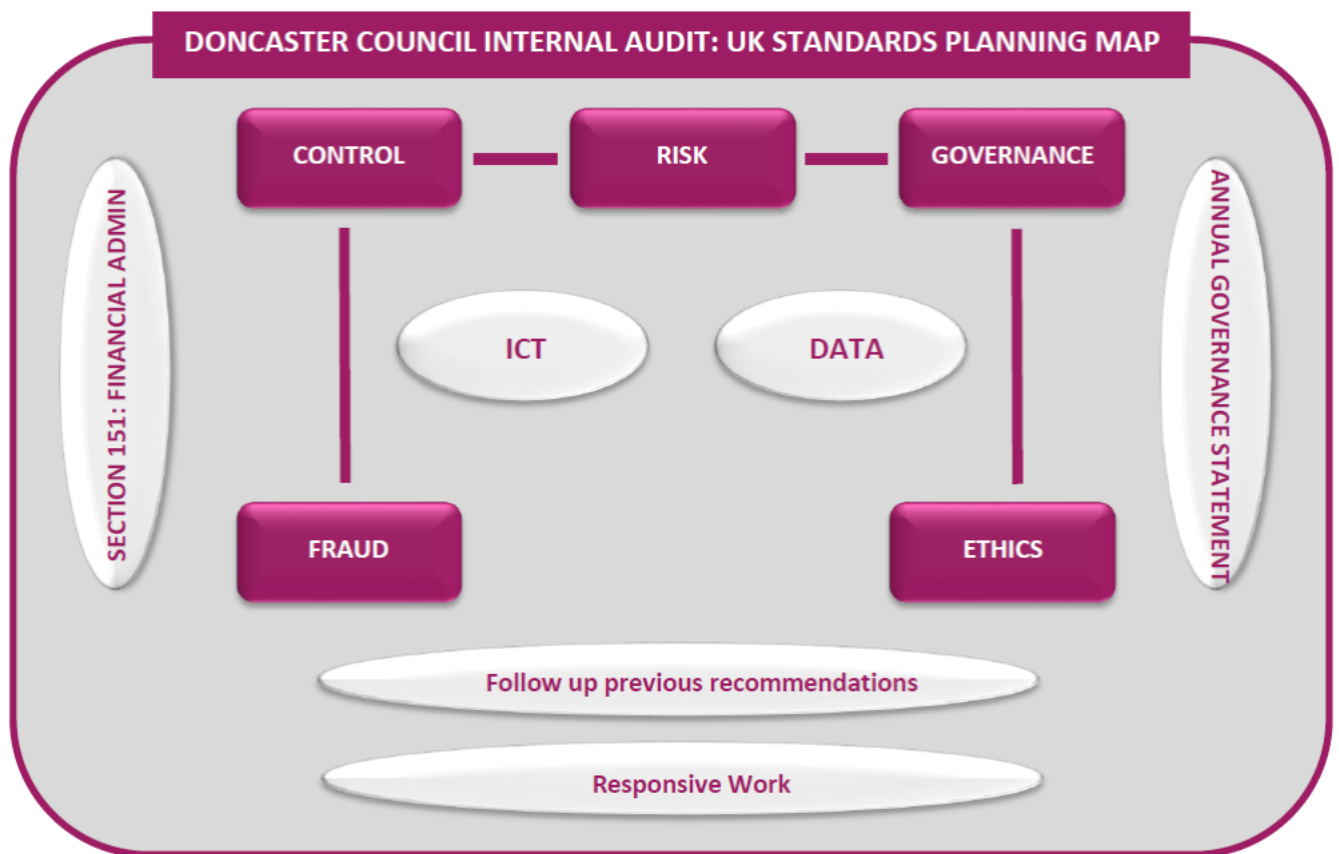 DONCASTER COUNCIL INTERNAL AUDIT: UK STANDARDS PLANNING MAP
CONTROL
RISK
GOVERNANCE
SECTION 151: FINANCIAL ADMIN
ICT
DATA
ANNUAL GOVERNANCE STATEMENT
FRAUD
ETHICS
Follow up previous recommendations
Responsive Work